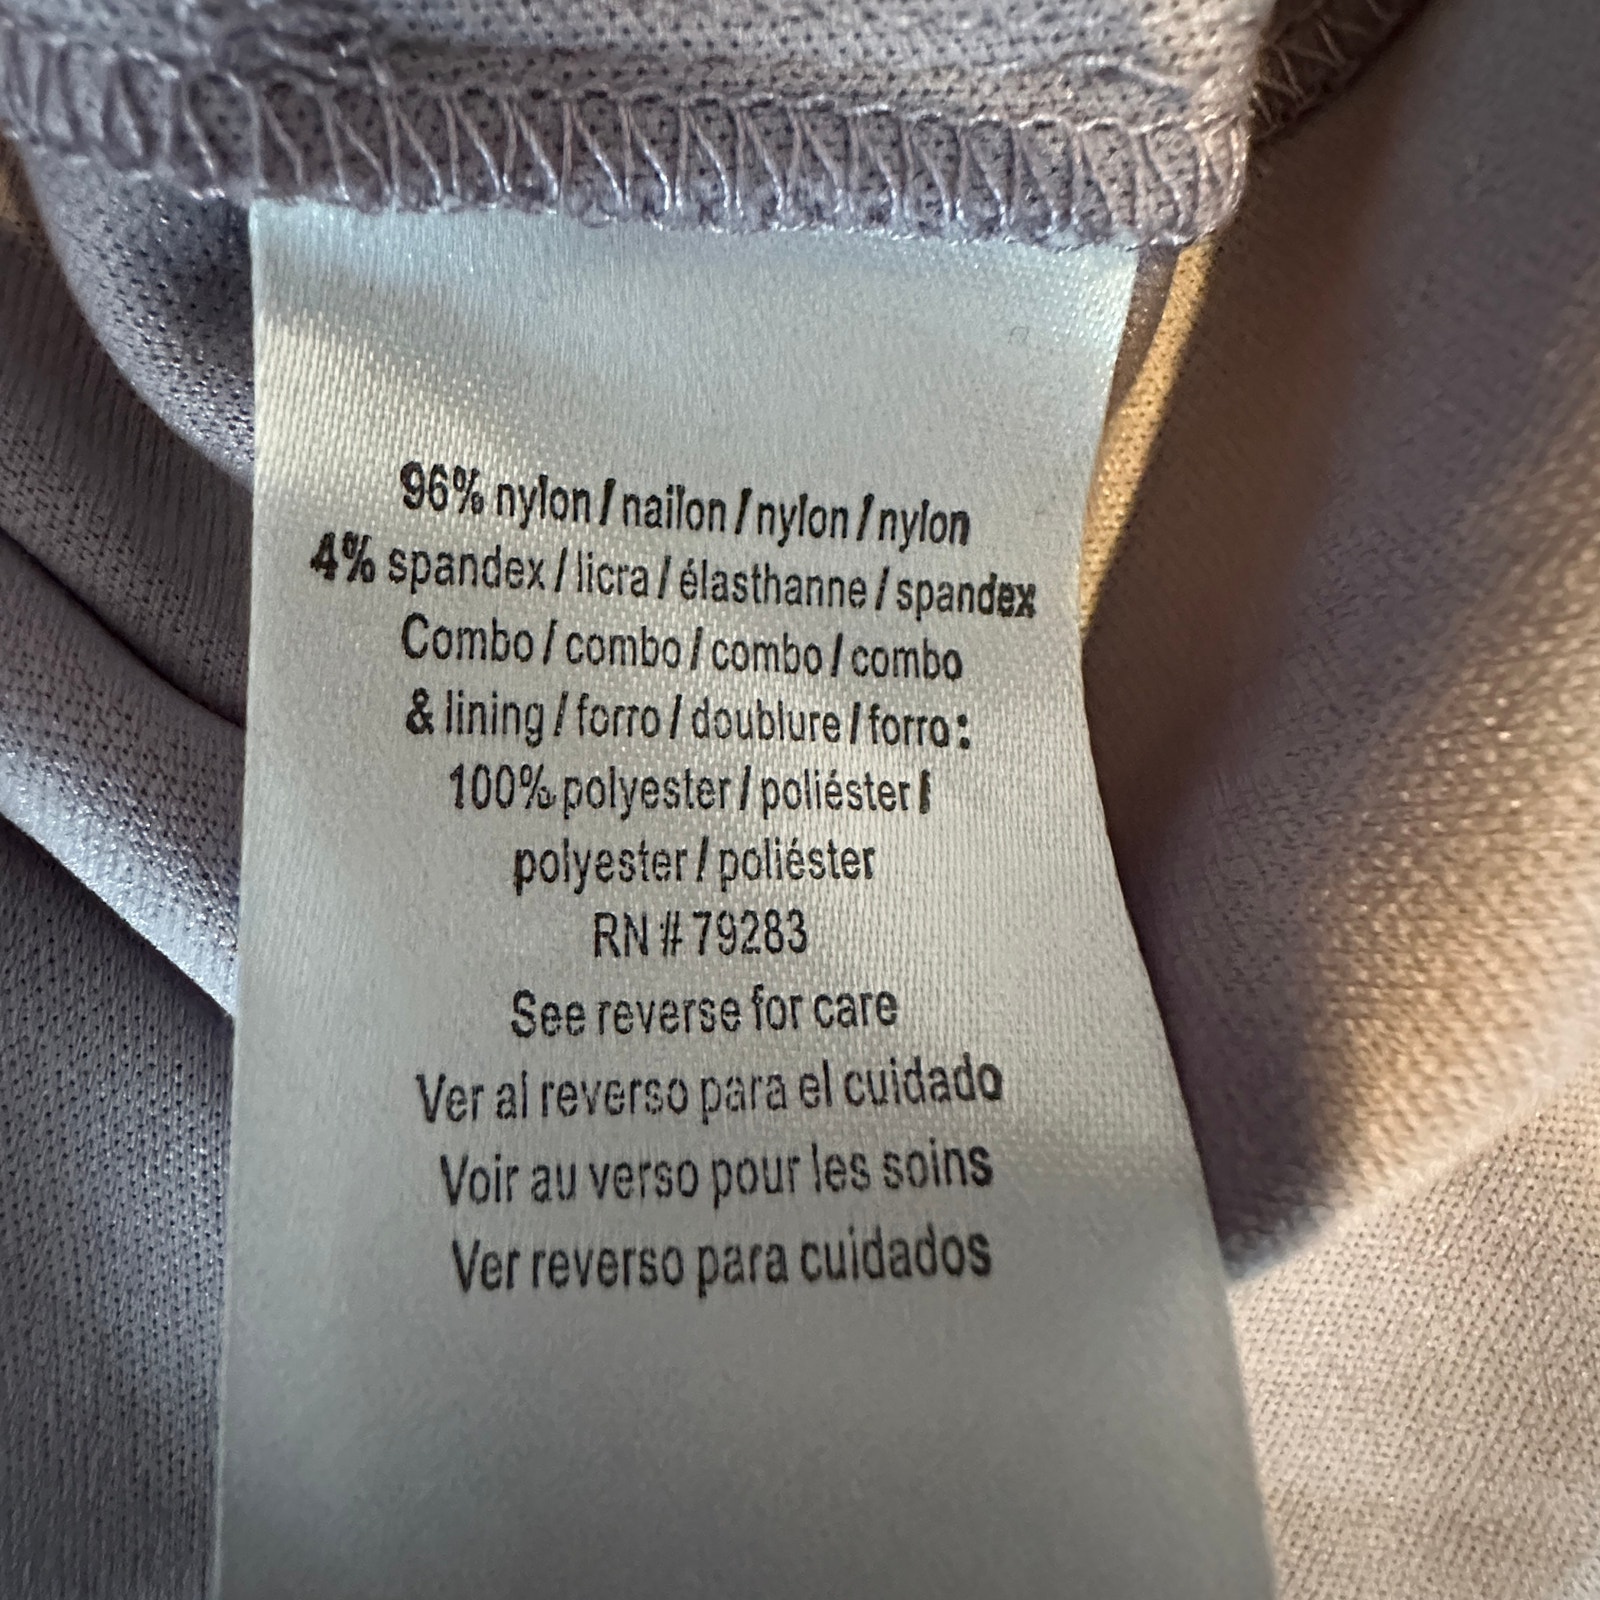 96% nylon / nailon / nylon / nylon
4% spandex / licra / élasthanne / spandex
Combo / combo / combo / combo
& lining / forro / doublure / forro :
100% polyester / poliéster /
polyester / poliéster
RN # 79283
See reverse for care
Ver al reverso para el cuidado
Voir au verso pour les soins
Ver reverso para cuidados